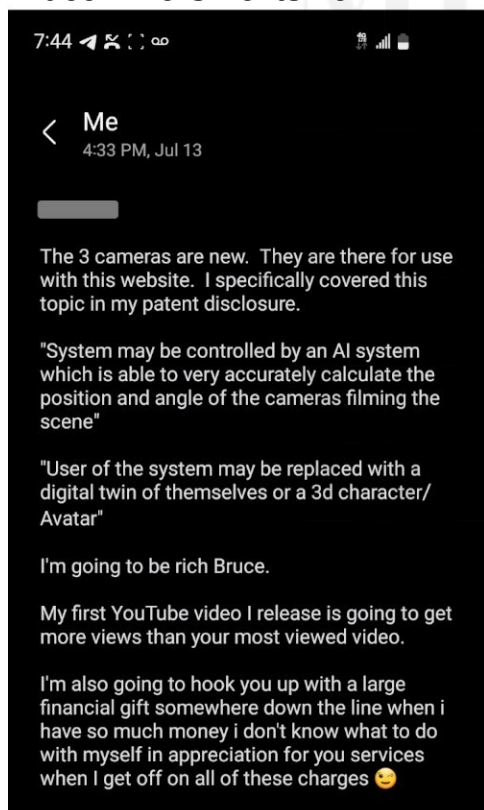 7:44
4G
Me
4:33 PM, Jul 13
The 3 cameras are new. They are there for use
with this website. I specifically covered this
topic in my patent disclosure.
"System may be controlled by an AI system
which is able to very accurately calculate the
position and angle of the cameras filming the
scene"
"User of the system may be replaced with a
digital twin of themselves or a 3d character/
Avatar"
I'm going to be rich Bruce.
My first YouTube video I release is going to get
more views than your most viewed video.
I'm also going to hook you up with a large
financial gift somewhere down the line when i
have so much money i don't know what to do
with myself in appreciation for you services
when I get off on all of these charges 😉